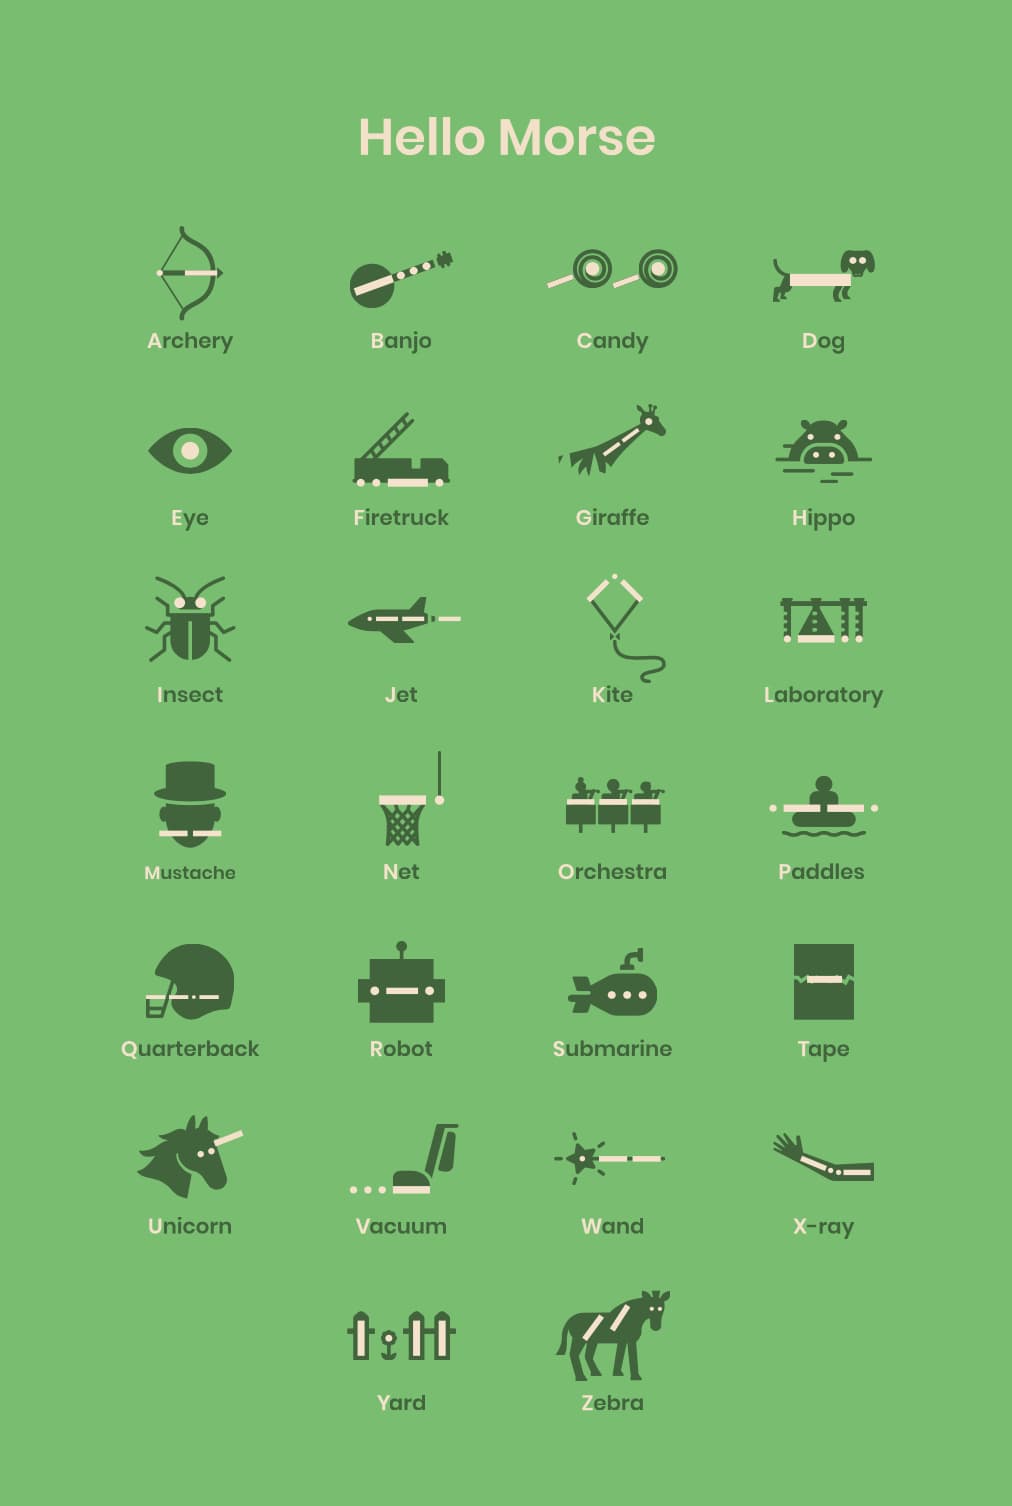 Hello Morse
Archery Banjo Candy Dog
Eye Firetruck Giraffe Hippo
Insect Jet Kite Laboratory
Mustache Net Orchestra Paddles
Quarterback Robot Submarine Tape
Unicorn Vacuum Wand X-ray
Yard Zebra